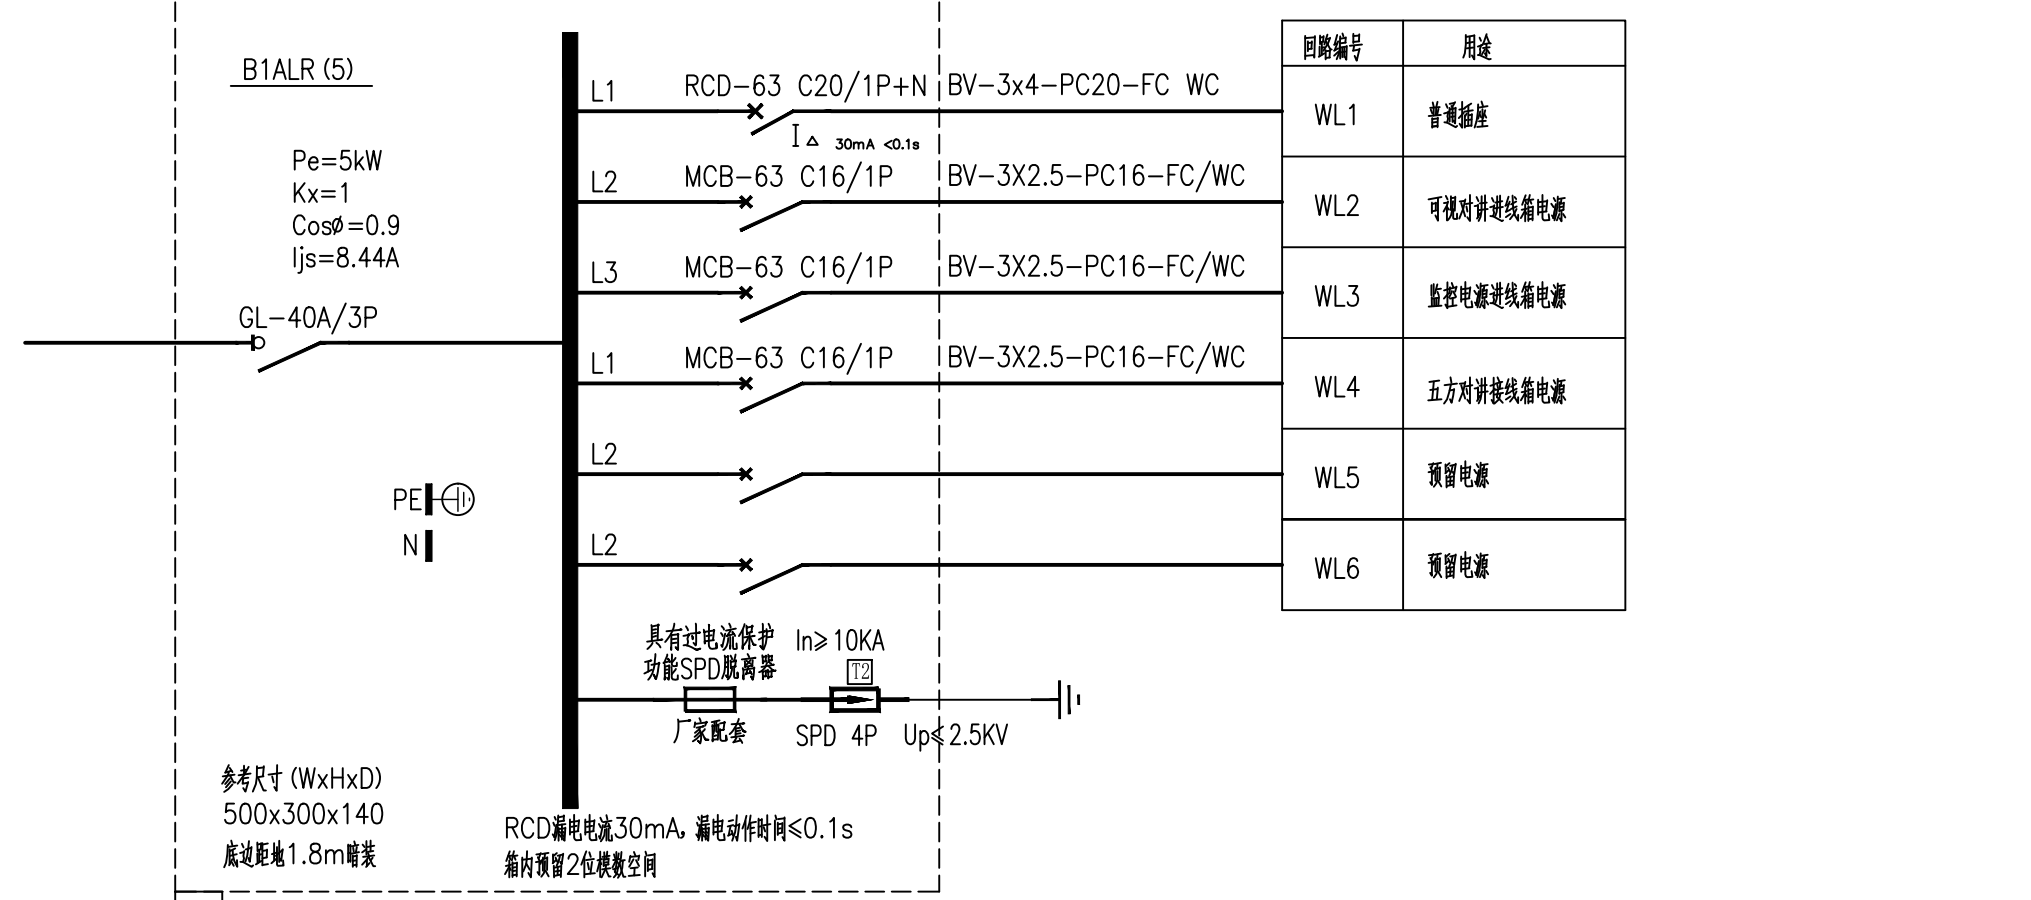 B1ALR(5)
Pe=5kW
Kx=1
Cosø=0.9
Ijs=8.44A
GL-40A/3P
PE
N
参考尺寸(WxHxD)
500x300x140
底边距地1.8m暗装
L1 RCD-63 C20/1P+N BV-3x4-PC20-FC WC
I△ 30mA <0.1s
L2 MCB-63 C16/1P BV-3X2.5-PC16-FC/WC
L3 MCB-63 C16/1P BV-3X2.5-PC16-FC/WC
L1 MCB-63 C16/1P BV-3X2.5-PC16-FC/WC
L2
L2
具有过电流保护 In≥10KA
功能SPD脱离器 T2
厂家配套 SPD 4P Up≤2.5KV
RCD漏电电流30mA,漏电动作时间≤0.1s
箱内预留2位模数空间
回路编号 用途
WL1 普通插座
WL2 可视对讲进线箱电源
WL3 监控电源进线箱电源
WL4 五方对讲接线箱电源
WL5 预留电源
WL6 预留电源